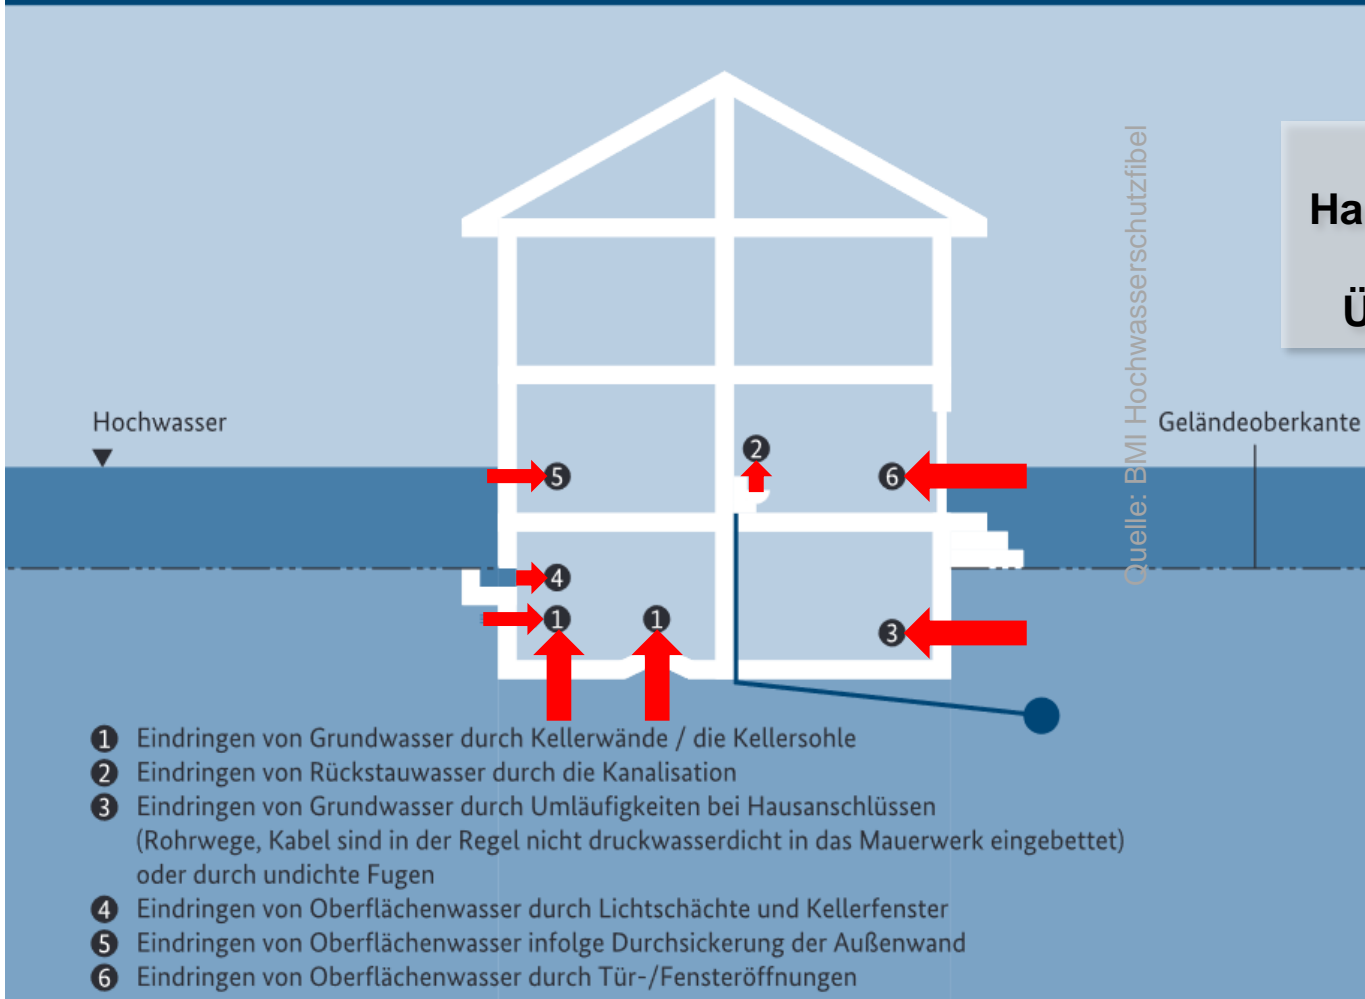 Ha
Ü
Quelle: BMI Hochwasserschutzfibel
Hochwasser
Geländeoberkante
2
5
6
4
1
1
3
1 Eindringen von Grundwasser durch Kellerwände / die Kellersohle
2 Eindringen von Rückstauwasser durch die Kanalisation
3 Eindringen von Grundwasser durch Umläufigkeiten bei Hausanschlüssen
(Rohrwege, Kabel sind in der Regel nicht druckwasserdicht in das Mauerwerk eingebettet)
oder durch undichte Fugen
4 Eindringen von Oberflächenwasser durch Lichtschächte und Kellerfenster
5 Eindringen von Oberflächenwasser infolge Durchsickerung der Außenwand
6 Eindringen von Oberflächenwasser durch Tür-/Fensteröffnungen